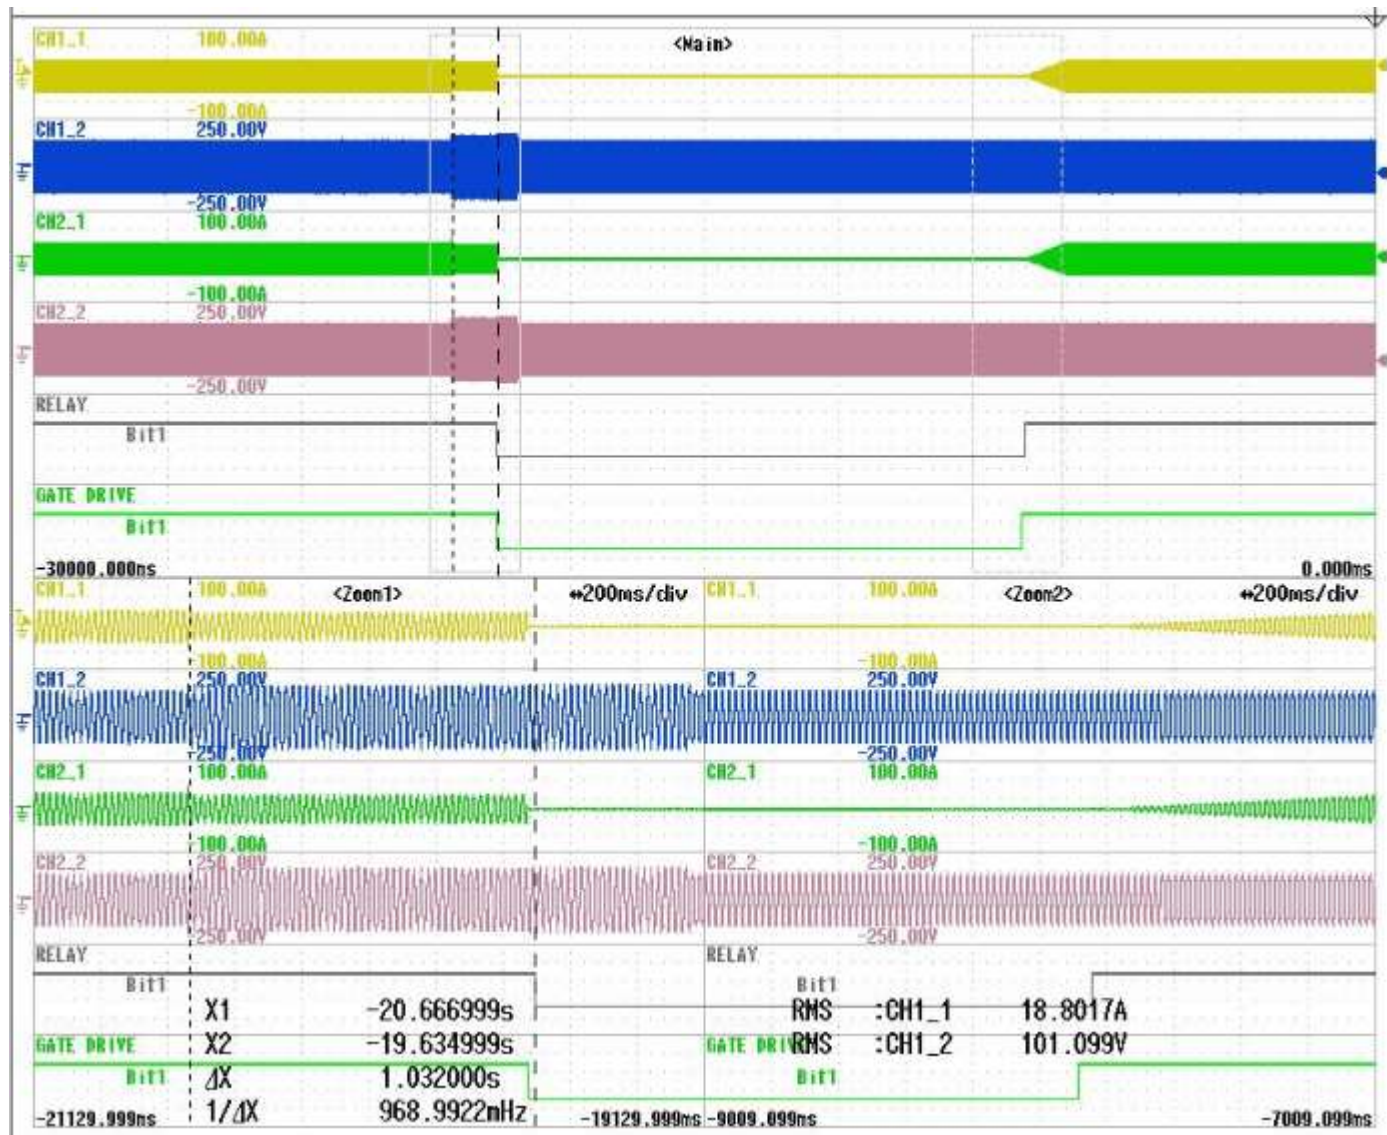 CH1_1 100.00A <Main>
-100.00A
CH1_2 250.00V
-250.00V
CH2_1 100.00A
-100.00A
CH2_2 250.00V
-250.00V
RELAY
Bit1
GATE DRIVE
Bit1
-30000.000ms 0.000ms
CH1_1 100.00A <Zoom1> ↔200ms/div CH1_1 100.00A <Zoom2> ↔200ms/div
-100.00A -100.00A
CH1_2 250.00V CH1_2 250.00V
-250.00V -250.00V
CH2_1 100.00A CH2_1 100.00A
-100.00A -100.00A
CH2_2 250.00V CH2_2 250.00V
-250.00V -250.00V
RELAY RELAY
Bit1 Bit1
X1 -20.666999s RMS :CH1_1 18.8017A
GATE DRIVE X2 -19.634999s GATE DRIVE RMS :CH1_2 101.099V
Bit1 ΔX 1.032000s Bit1
-21129.999ms 1/ΔX 968.9922mHz -19129.999ms -9009.099ms -7009.099ms